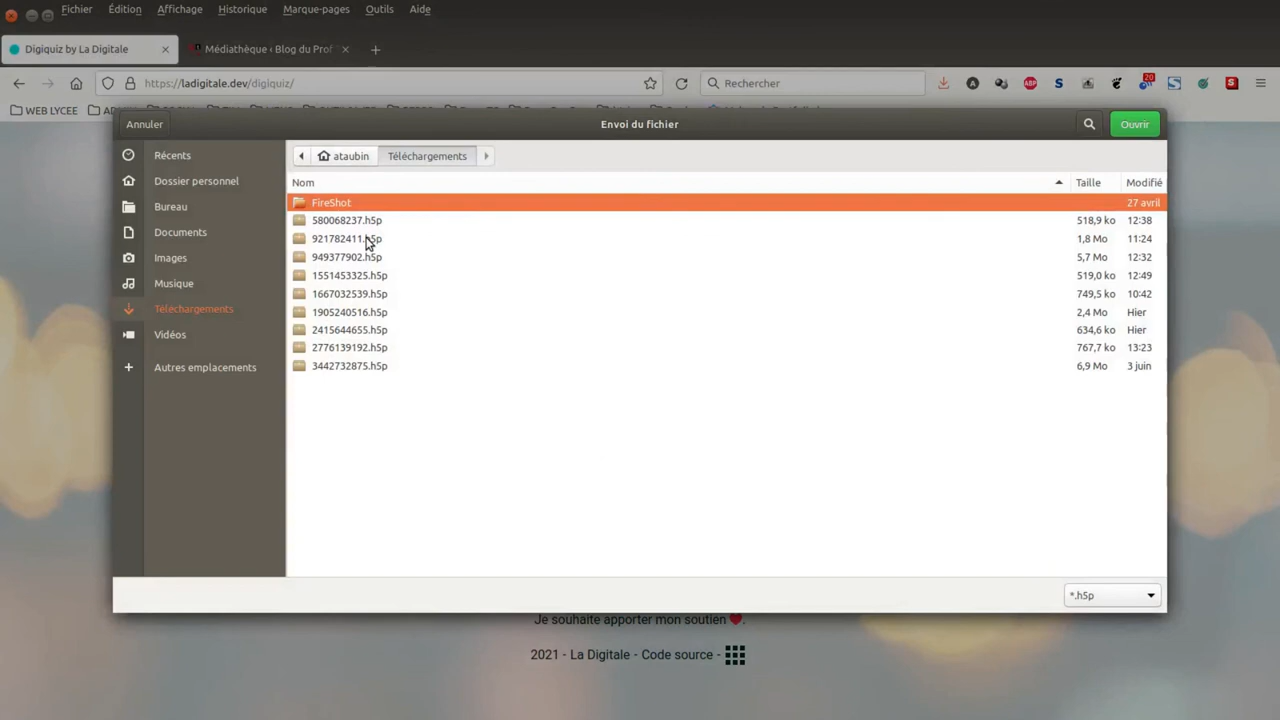 Fichier Édition Affichage Historique Marque-pages Outils Aide
Digiquiz by La Digitale Médiathèque ‹ Blog du Prof
https://ladigitale.dev/digiquiz/ Rechercher 20
WEB LYCEE
Annuler Envoi du fichier Ouvrir
Récents
Dossier personnel
Bureau
Documents
Images
Musique
Téléchargements
Vidéos
Autres emplacements
ataubin Téléchargements
Nom Taille Modifié
FireShot 27 avril
580068237.h5p 518,9 ko 12:38
921782411.h5p 1,8 Mo 11:24
949377902.h5p 5,7 Mo 12:32
1551453325.h5p 519,0 ko 12:49
1667032539.h5p 749,5 ko 10:42
1905240516.h5p 2,4 Mo Hier
2415644655.h5p 634,6 ko Hier
2776139192.h5p 767,7 ko 13:23
3442732875.h5p 6,9 Mo 3 juin
*.h5p
Je souhaite apporter mon soutien ❤️.
2021 - La Digitale - Code source -